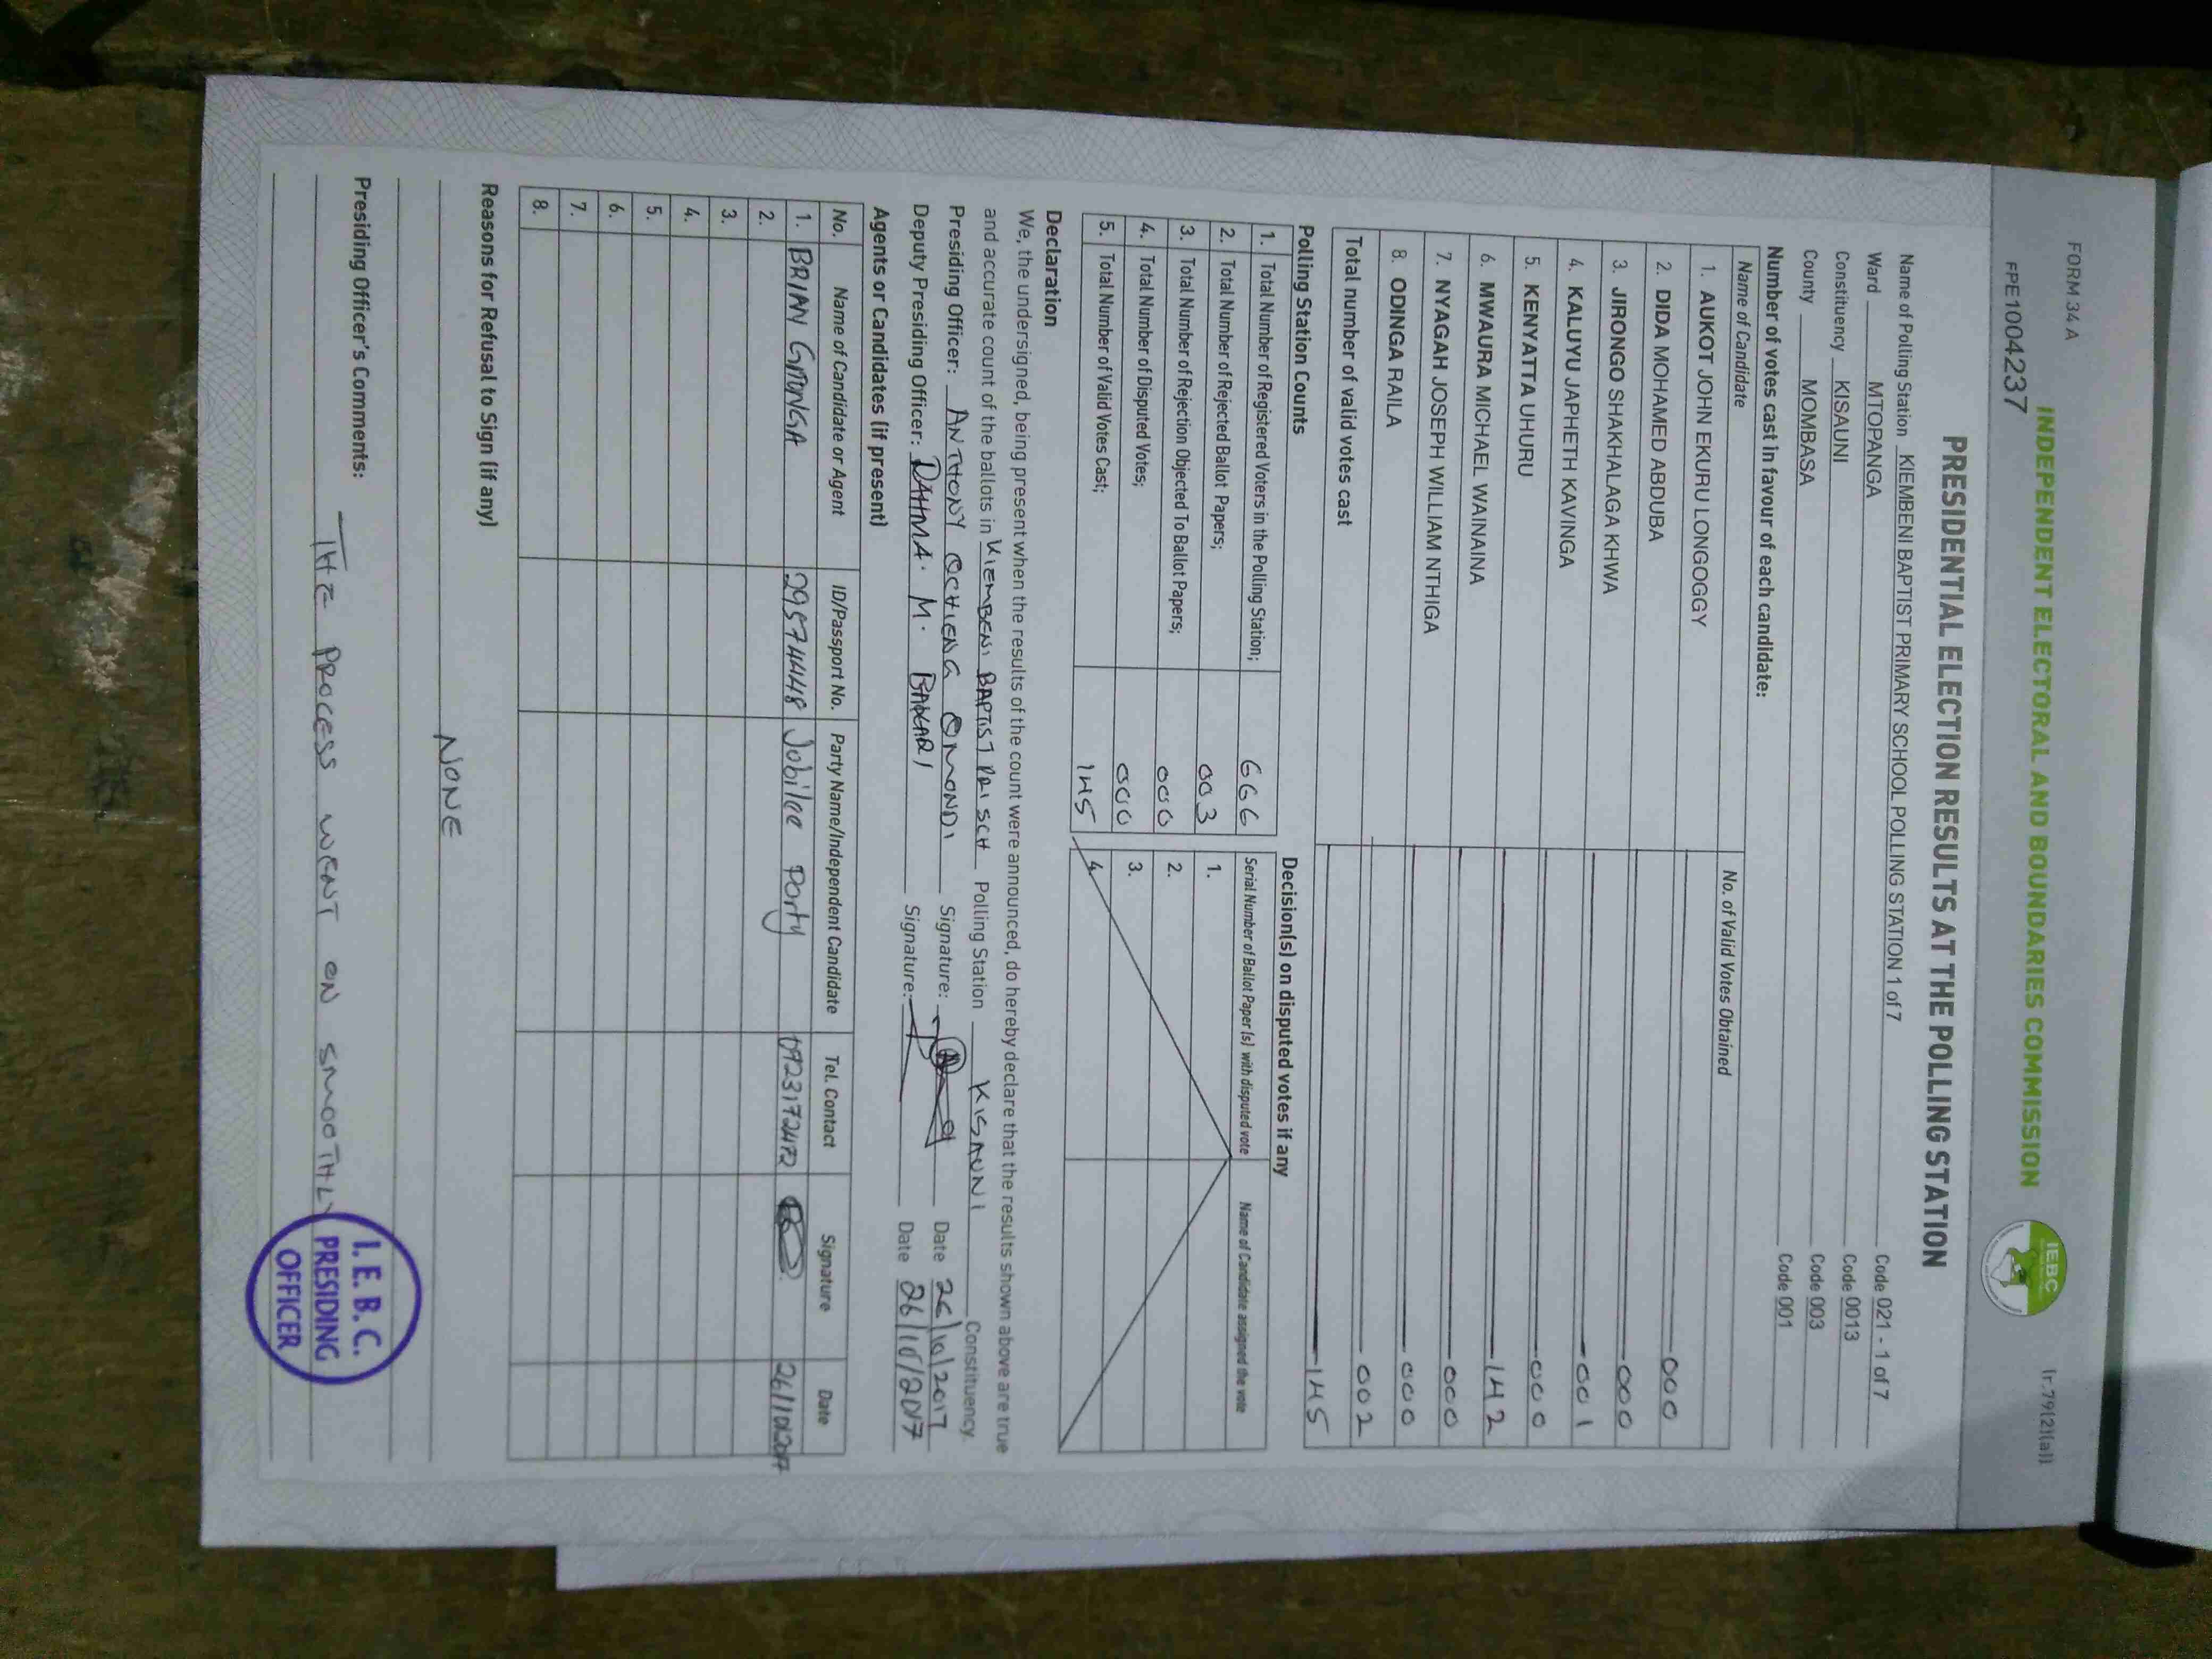 FORM 34 A
(r.79(2)(a))
INDEPENDENT ELECTORAL AND BOUNDARIES COMMISSION
IEBC
FPE1004237
PRESIDENTIAL ELECTION RESULTS AT THE POLLING STATION
Name of Polling Station KIEMBENI BAPTIST PRIMARY SCHOOL POLLING STATION 1 of 7 Code 021 - 1 of 7
Ward MTOPANGA Code 0013
Constituency KISAUNI Code 003
County MOMBASA Code 001
Number of votes cast in favour of each candidate:
Name of Candidate No. of Valid Votes Obtained
1. AUKOT JOHN EKURU LONGOGGY 000
2. DIDA MOHAMED ABDUBA 000
3. JIRONGO SHAKHALAGA KHWA 001
4. KALUYU JAPHETH KAVINGA 000
5. KENYATTA UHURU 142
6. MWAURA MICHAEL WAINAINA 000
7. NYAGAH JOSEPH WILLIAM NTHIGA 000
8. ODINGA RAILA 002
Total number of valid votes cast 145
Polling Station Counts
1. Total Number of Registered Voters in the Polling Station; 666
2. Total Number of Rejected Ballot Papers; 003
3. Total Number of Rejection Objected To Ballot Papers; 000
4. Total Number of Disputed Votes; 000
5. Total Number of Valid Votes Cast; 145
Decision(s) on disputed votes if any
Serial Number of Ballot Paper (s) with disputed vote Name of Candidate assigned the vote
1.
2.
3.
4.
Declaration
We, the undersigned, being present when the results of the count were announced, do hereby declare that the results shown above are true
and accurate count of the ballots in KIEMBENI BAPTIST PRI SCH Polling Station KISAUNI Constituency.
Presiding Officer: ANTHONY OCHIENG OMONDI Signature: Date 26/10/2017
Deputy Presiding Officer: DAHMA. M. BAKARI Signature: Date 26/10/2017
Agents or Candidates (if present)
No. Name of Candidate or Agent ID/Passport No. Party Name/Independent Candidate Tel. Contact Signature Date
1. BRIAN 29574448 Jubilee Party 26/10/2017
2.
3.
4.
5.
6.
7.
8.
Reasons for Refusal to Sign (if any)
NONE
Presiding Officer's Comments:
THE PROCESS WENT ON SMOOTHLY
I.E.B.C.
PRESIDING
OFFICER